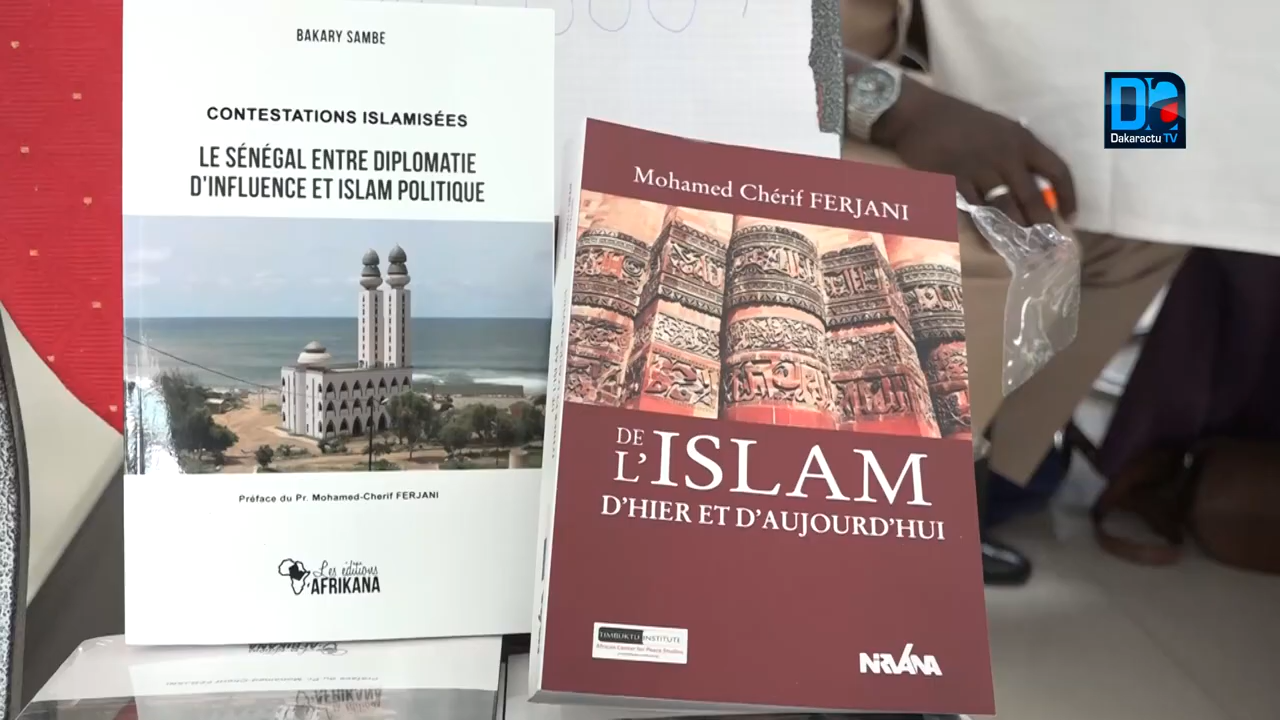 BAKARY SAMBE
CONTESTATIONS ISLAMISÉES
LE SÉNÉGAL ENTRE DIPLOMATIE
D'INFLUENCE ET ISLAM POLITIQUE
Préface du Pr. Mohamed-Cherif FERJANI
Les éditions
AFRIKANA
Mohamed Chérif FERJANI
DE
L'ISLAM
D'HIER ET D'AUJOURD'HUI
TIMBUKTU INSTITUTE
African Center for Peace Studies
NIRVANA
Dakaractu TV